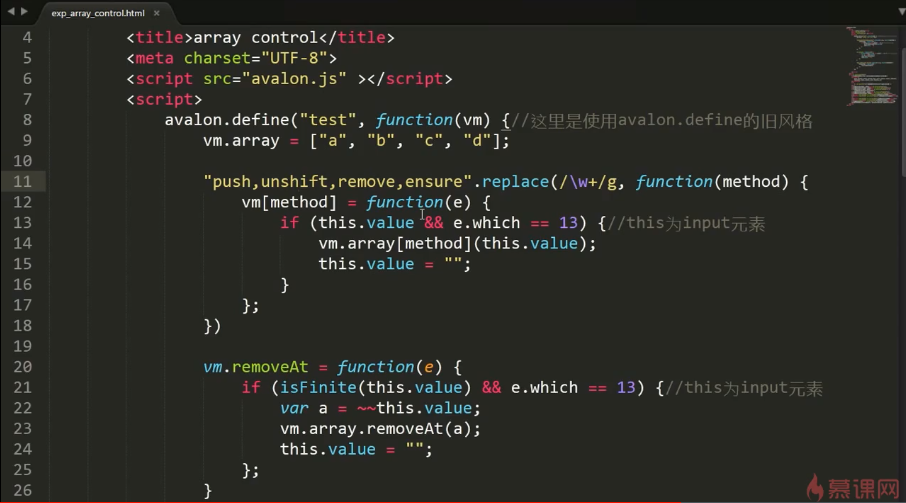 exp_array_control.html ×
4 <title>array control</title>
5 <meta charset="UTF-8">
6 <script src="avalon.js" ></script>
7 <script>
8 avalon.define("test", function(vm) {//这里是使用avalon.define的旧风格
9 vm.array = ["a", "b", "c", "d"];
10
11 "push,unshift,remove,ensure".replace(/\w+/g, function(method) {
12 vm[method] = function(e) {
13 if (this.value && e.which == 13) {//this为input元素
14 vm.array[method](this.value);
15 this.value = "";
16 }
17 };
18 })
19
20 vm.removeAt = function(e) {
21 if (isFinite(this.value) && e.which == 13) {//this为input元素
22 var a = ~~this.value;
23 vm.array.removeAt(a);
24 this.value = "";
25 };
26 }
慕课网